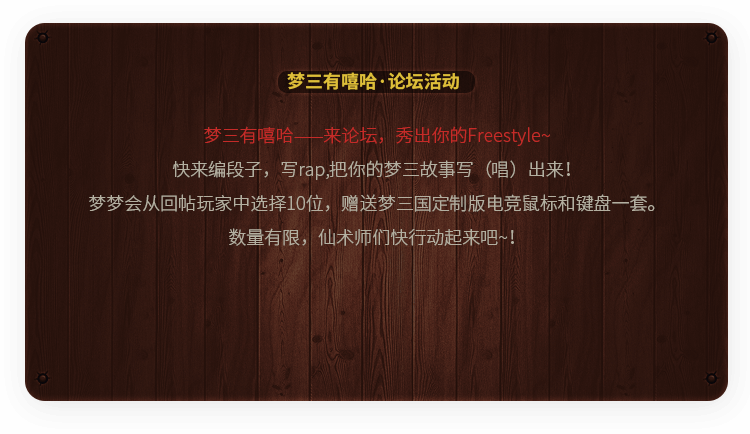 梦三有嘻哈·论坛活动
梦三有嘻哈——来论坛，秀出你的Freestyle~
快来编段子，写rap,把你的梦三故事写（唱）出来！
梦梦会从回帖玩家中选择10位，赠送梦三国定制版电竞鼠标和键盘一套。
数量有限，仙术师们快行动起来吧~！